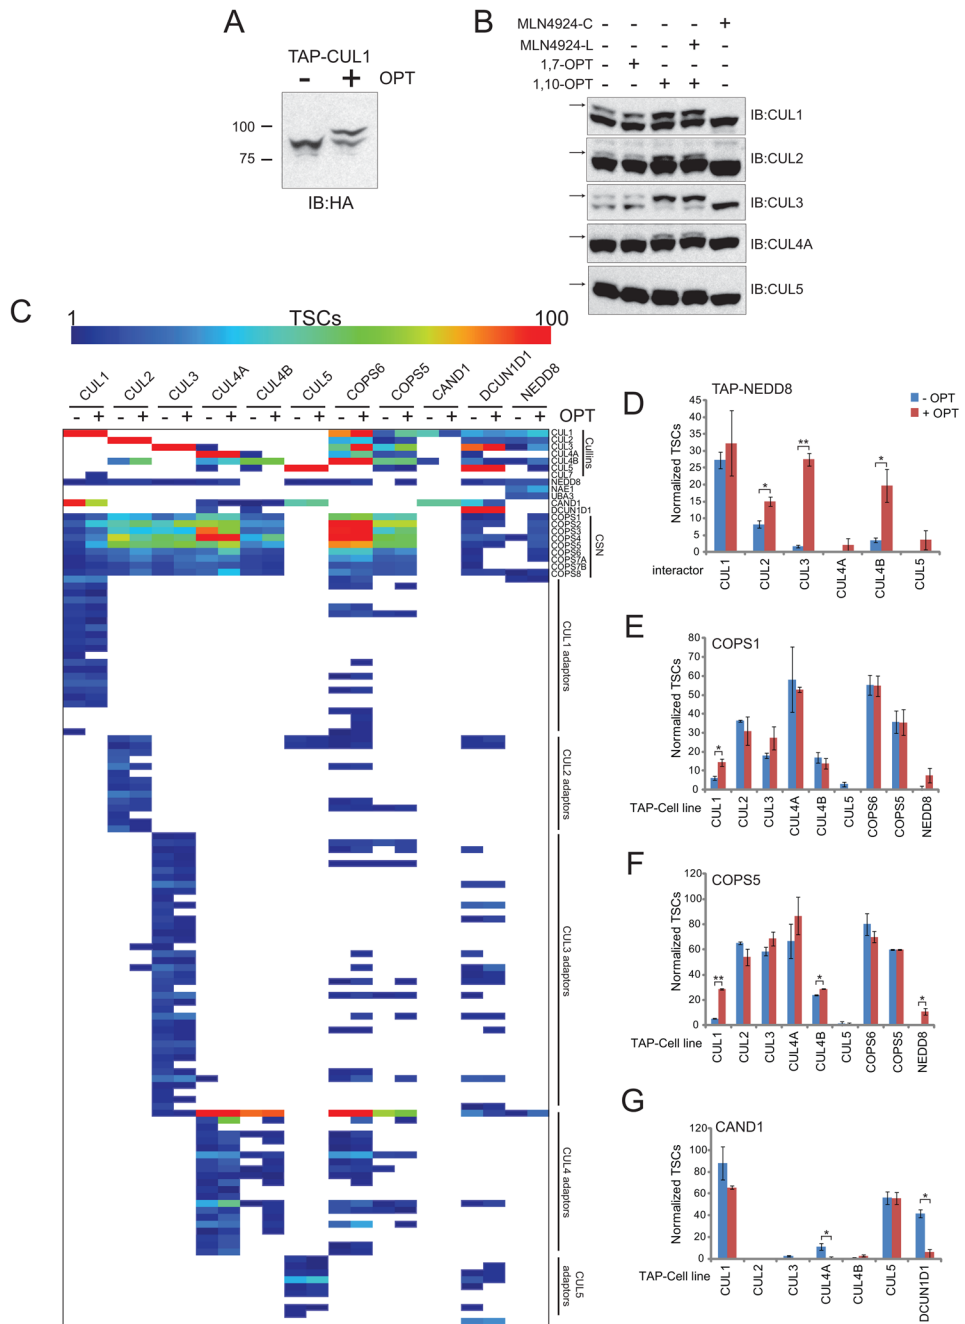 A
TAP-CUL1
- + OPT
100
75
IB:HA
B
MLN4924-C - - - - +
MLN4924-L - - - + -
1,7-OPT - + - - -
1,10-OPT - - + + -
IB:CUL1
IB:CUL2
IB:CUL3
IB:CUL4A
IB:CUL5
C
1 TSCs 100
CUL1 CUL2 CUL3 CUL4A CUL4B CUL5 COPS6 COPS5 CAND1 DCUN1D1 NEDD8
- + - + - + - + - + - + - + - + - + - + - + OPT
CUL1
CUL2
CUL3
CUL4A
CUL4B
CUL5
CUL7
Cullins
NEDD8
NAE1
UBA3
CAND1
DCUN1D1
COPS1
COPS2
COPS3
COPS4
COPS5
COPS6
COPS7A
COPS7B
COPS8
CSN
CUL1 adaptors
CUL2 adaptors
CUL3 adaptors
CUL4 adaptors
CUL5 adaptors
D
TAP-NEDD8
- OPT
+ OPT
Normalized TSCs
45
40
35
30
25
20
15
10
5
0
* ** *
interactor CUL1 CUL2 CUL3 CUL4A CUL4B CUL5
E
COPS1
Normalized TSCs
80
70
60
50
40
30
20
10
0
*
TAP-Cell line CUL1 CUL2 CUL3 CUL4A CUL4B CUL5 COPS6 COPS5 NEDD8
F
COPS5
Normalized TSCs
120
100
80
60
40
20
0
** * *
TAP-Cell line CUL1 CUL2 CUL3 CUL4A CUL4B CUL5 COPS6 COPS5 NEDD8
G
CAND1
Normalized TSCs
120
100
80
60
40
20
0
* *
TAP-Cell line CUL1 CUL2 CUL3 CUL4A CUL4B CUL5 DCUN1D1